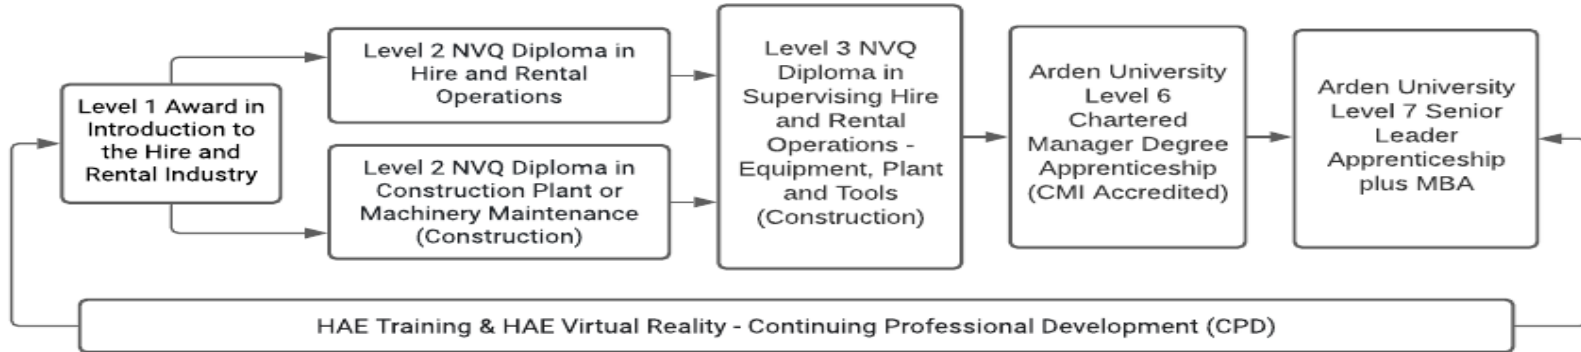 Level 1 Award in
Introduction to
the Hire and
Rental Industry
Level 2 NVQ Diploma in
Hire and Rental
Operations
Level 2 NVQ Diploma in
Construction Plant or
Machinery Maintenance
(Construction)
Level 3 NVQ
Diploma in
Supervising Hire
and Rental
Operations -
Equipment, Plant
and Tools
(Construction)
Arden University
Level 6
Chartered
Manager Degree
Apprenticeship
(CMI Accredited)
Arden University
Level 7 Senior
Leader
Apprenticeship
plus MBA
HAE Training & HAE Virtual Reality - Continuing Professional Development (CPD)